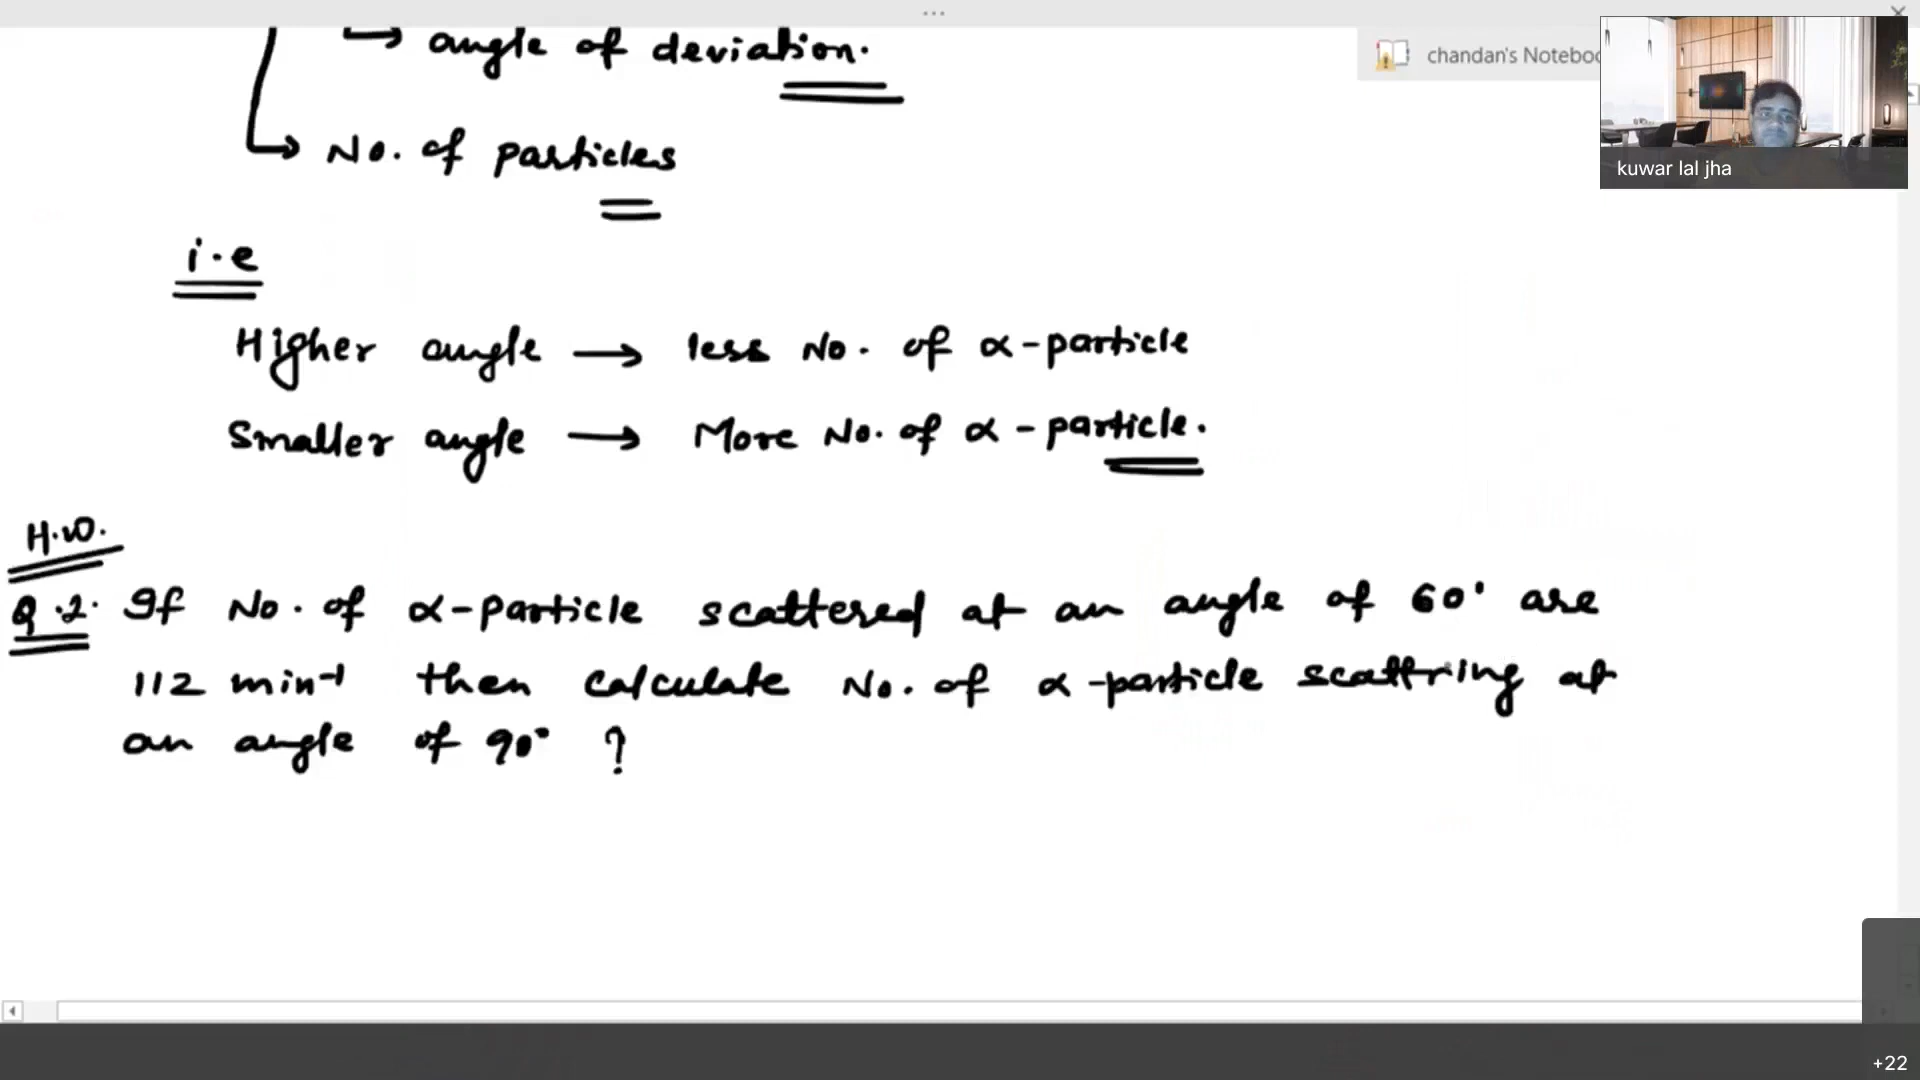 ...
angle of deviation.
chandan's Noteboo
No. of particles
kuwar lal jha
i.e
Higher angle → less No. of α-particle
Smaller angle → More No. of α-particle.
H.W.
Q.2. If No. of α-particle scattered at an angle of 60° are
112 min⁻¹ then calculate No. of α-particle scattring at
an angle of 90° ?
+22